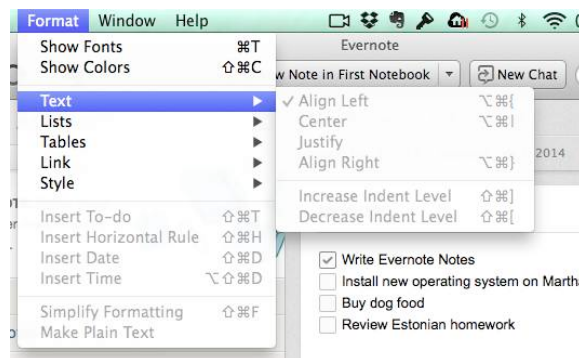 Format Window Help
Evernote
Show Fonts ⌘T
Show Colors ⇧⌘C
Note in First Notebook New Chat
Text
Lists
Tables
Link
Style
Align Left ⌥⌘{
Center ⌥⌘|
Justify
Align Right ⌥⌘}
2014
Increase Indent Level ⇧⌘]
Decrease Indent Level ⇧⌘[
Insert To-do ⇧⌘T
Insert Horizontal Rule ⇧⌘H
Insert Date ⇧⌘D
Insert Time ⌥⇧⌘D
Simplify Formatting ⇧⌘F
Make Plain Text
Write Evernote Notes
Install new operating system on Martha
Buy dog food
Review Estonian homework